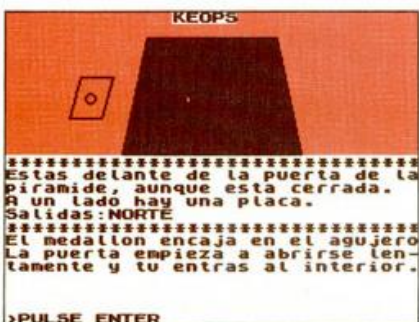 KEOPS
********************************
Estas delante de la puerta de la
piramide, aunque esta cerrada.
A un lado hay una placa.
Salidas:NORTE
********************************
El medallon encaja en el agujero
La puerta empieza a abrirse len-
tamente y tu entras al interior.
>PULSE ENTER